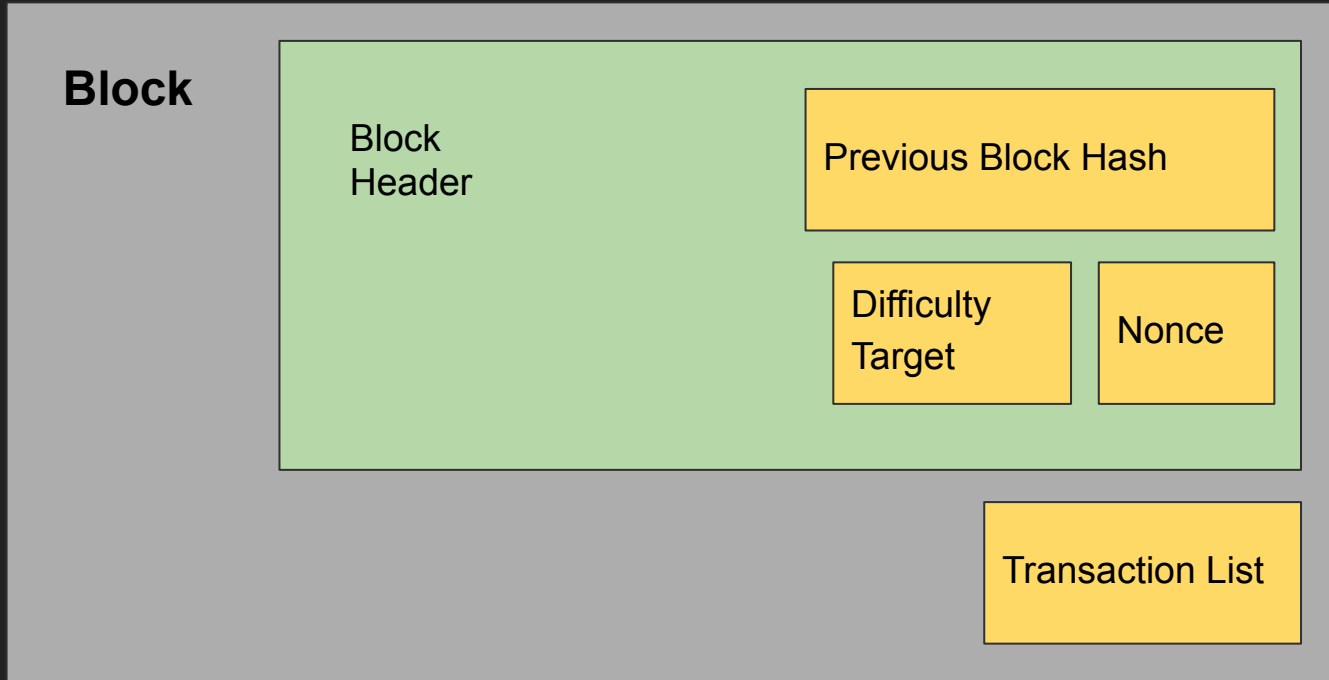 Block
Block
Header
Previous Block Hash
Difficulty
Target
Nonce
Transaction List